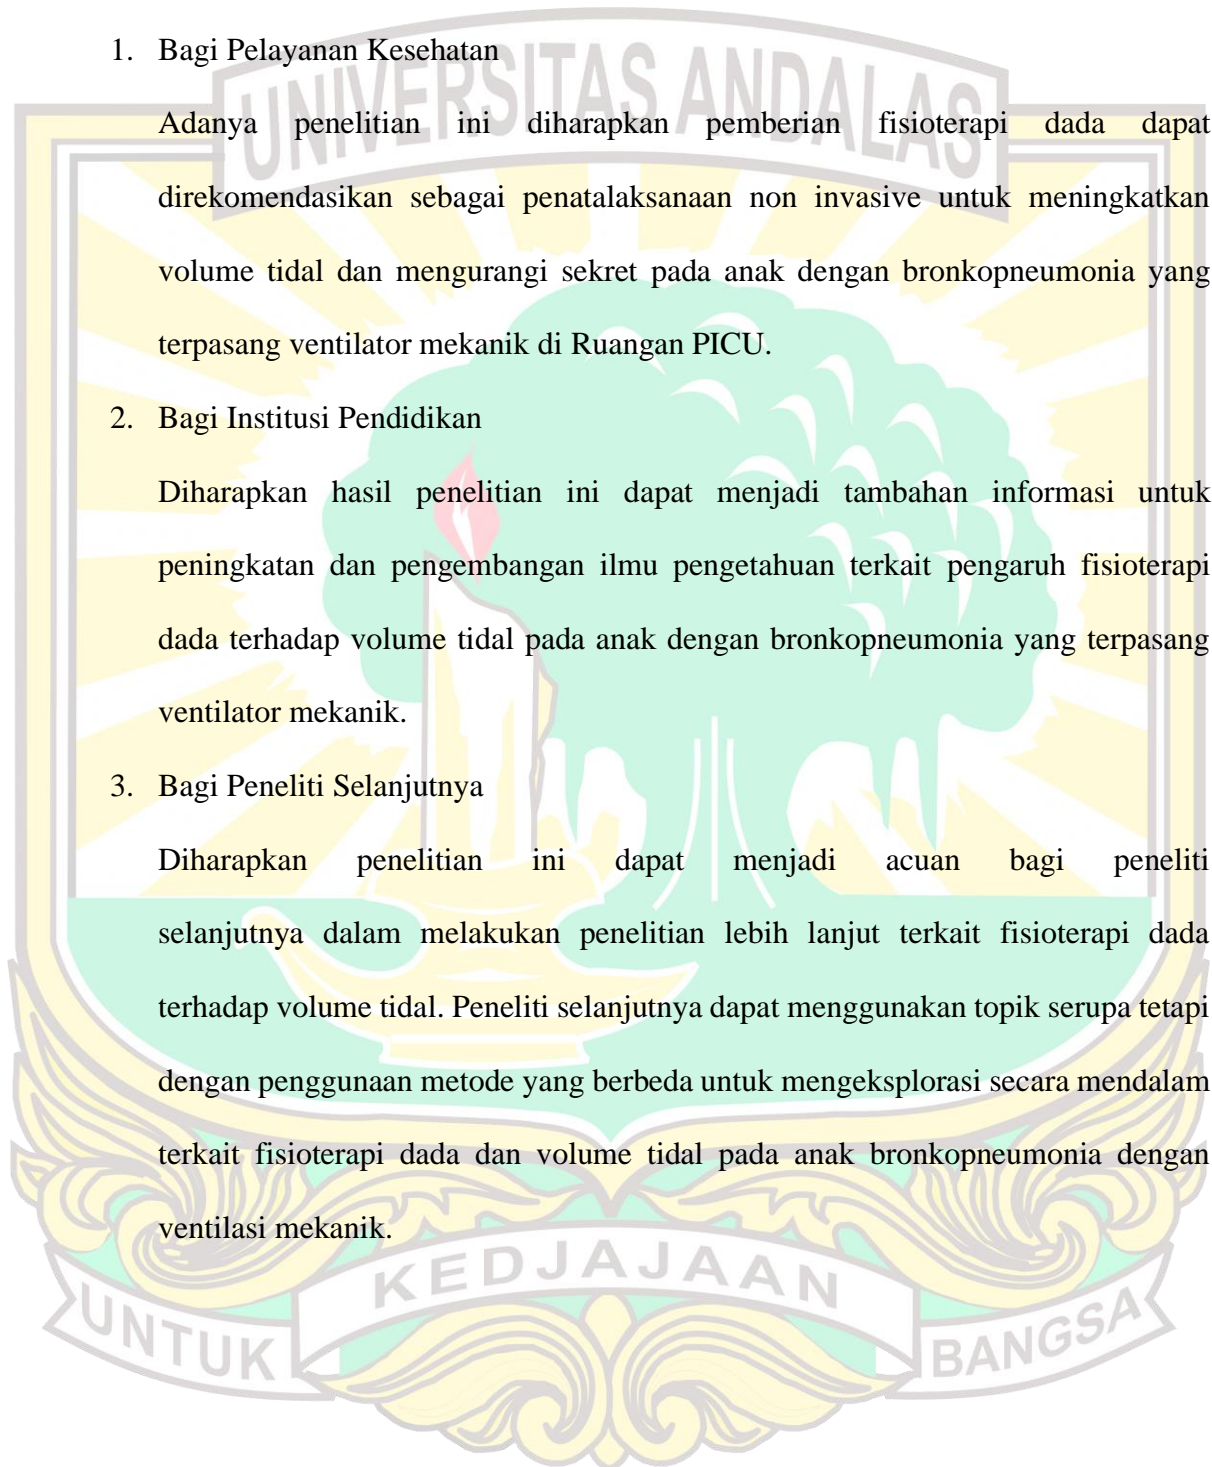 UNIVERSITAS ANDALAS
1. Bagi Pelayanan Kesehatan
Adanya penelitian ini diharapkan pemberian fisioterapi dada dapat
direkomendasikan sebagai penatalaksanaan non invasive untuk meningkatkan
volume tidal dan mengurangi sekret pada anak dengan bronkopneumonia yang
terpasang ventilator mekanik di Ruangan PICU.
2. Bagi Institusi Pendidikan
Diharapkan hasil penelitian ini dapat menjadi tambahan informasi untuk
peningkatan dan pengembangan ilmu pengetahuan terkait pengaruh fisioterapi
dada terhadap volume tidal pada anak dengan bronkopneumonia yang terpasang
ventilator mekanik.
3. Bagi Peneliti Selanjutnya
Diharapkan penelitian ini dapat menjadi acuan bagi peneliti
selanjutnya dalam melakukan penelitian lebih lanjut terkait fisioterapi dada
terhadap volume tidal. Peneliti selanjutnya dapat menggunakan topik serupa tetapi
dengan penggunaan metode yang berbeda untuk mengeksplorasi secara mendalam
terkait fisioterapi dada dan volume tidal pada anak bronkopneumonia dengan
ventilasi mekanik.
UNTUK KEDJAJAAN BANGSA